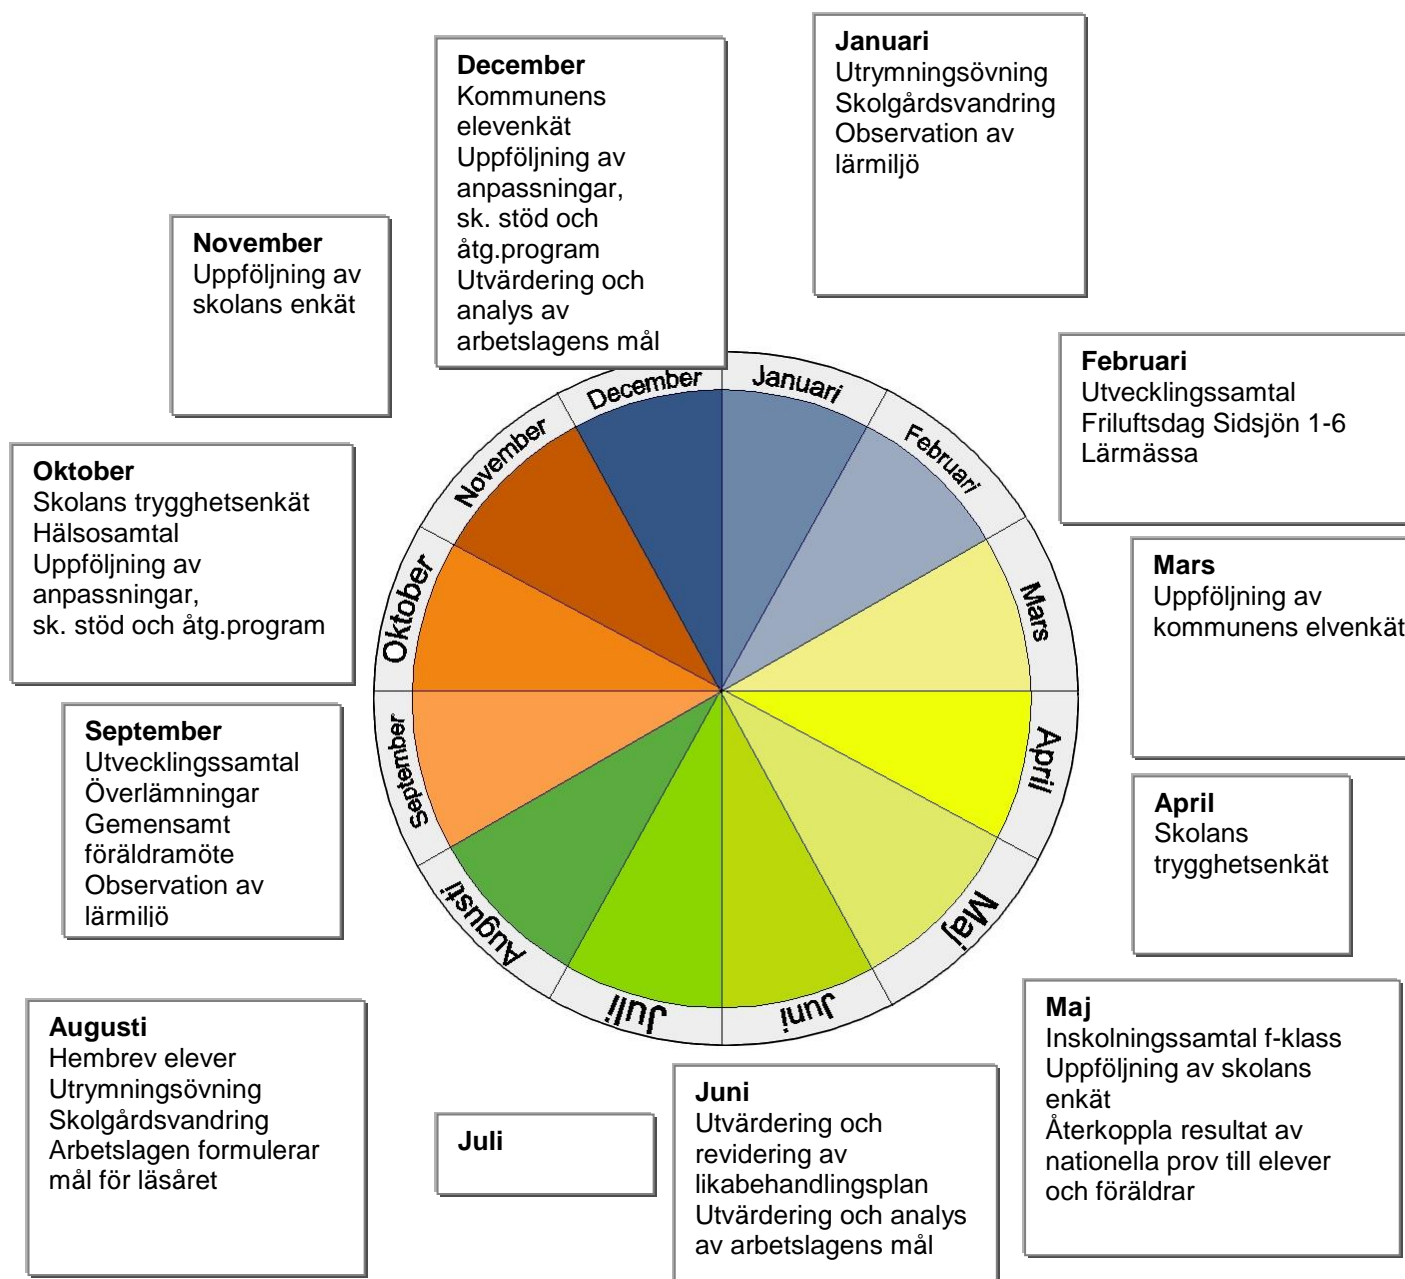 Januari
Utrymningsövning
Skolgårdsvandring
Observation av
lärmiljö
December
Kommunens
elevenkät
Uppföljning av
anpassningar,
sk. stöd och
åtg.program
Utvärdering och
analys av
arbetslagens mål
November
Uppföljning av
skolans enkät
Februari
Utvecklingssamtal
Friluftsdag Sidsjön 1-6
Lärmässa
Oktober
Skolans trygghetsenkät
Hälsosamtal
Uppföljning av
anpassningar,
sk. stöd och åtg.program
Mars
Uppföljning av
kommunens elvenkät
September
Utvecklingssamtal
Överlämningar
Gemensamt
föräldramöte
Observation av
lärmiljö
April
Skolans
trygghetsenkät
Augusti
Hembrev elever
Utrymningsövning
Skolgårdsvandring
Arbetslagen formulerar
mål för läsåret
Juli
Juni
Utvärdering och
revidering av
likabehandlingsplan
Utvärdering och analys
av arbetslagens mål
Maj
Inskolningssamtal f-klass
Uppföljning av skolans
enkät
Återkoppla resultat av
nationella prov till elever
och föräldrar
Januari
Februari
Mars
April
Maj
Juni
Juli
Augusti
September
Oktober
November
December